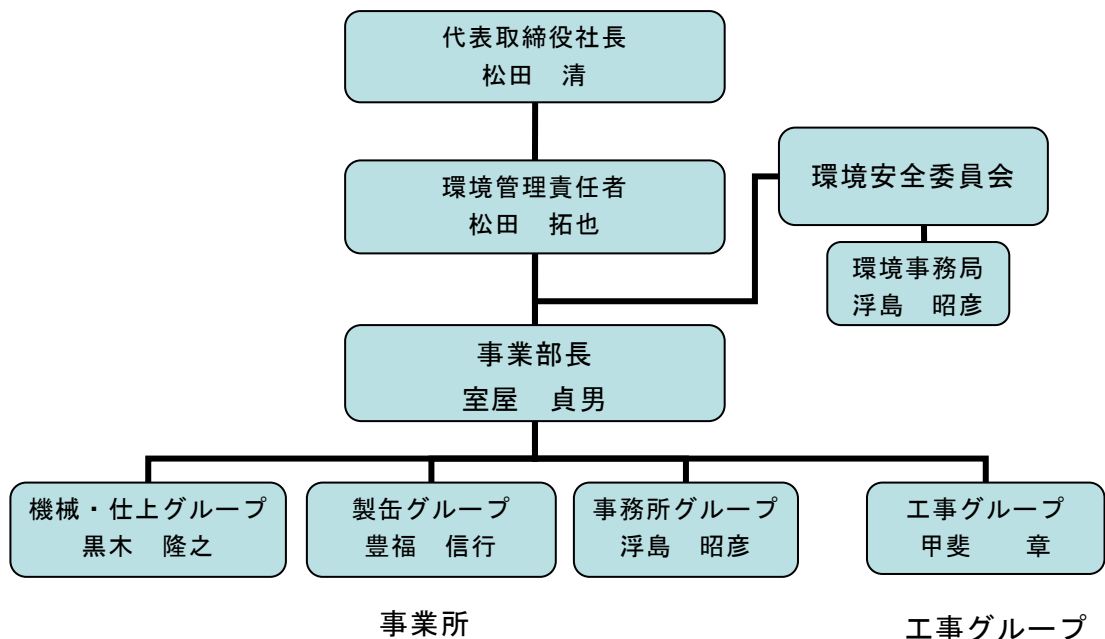 代表取締役社長
松田　清
環境管理責任者
松田　拓也
環境安全委員会
環境事務局
浮島　昭彦
事業部長
室屋　貞男
機械・仕上グループ
黒木　隆之
製缶グループ
豊福　信行
事務所グループ
浮島　昭彦
工事グループ
甲斐　　章
事業所
工事グループ